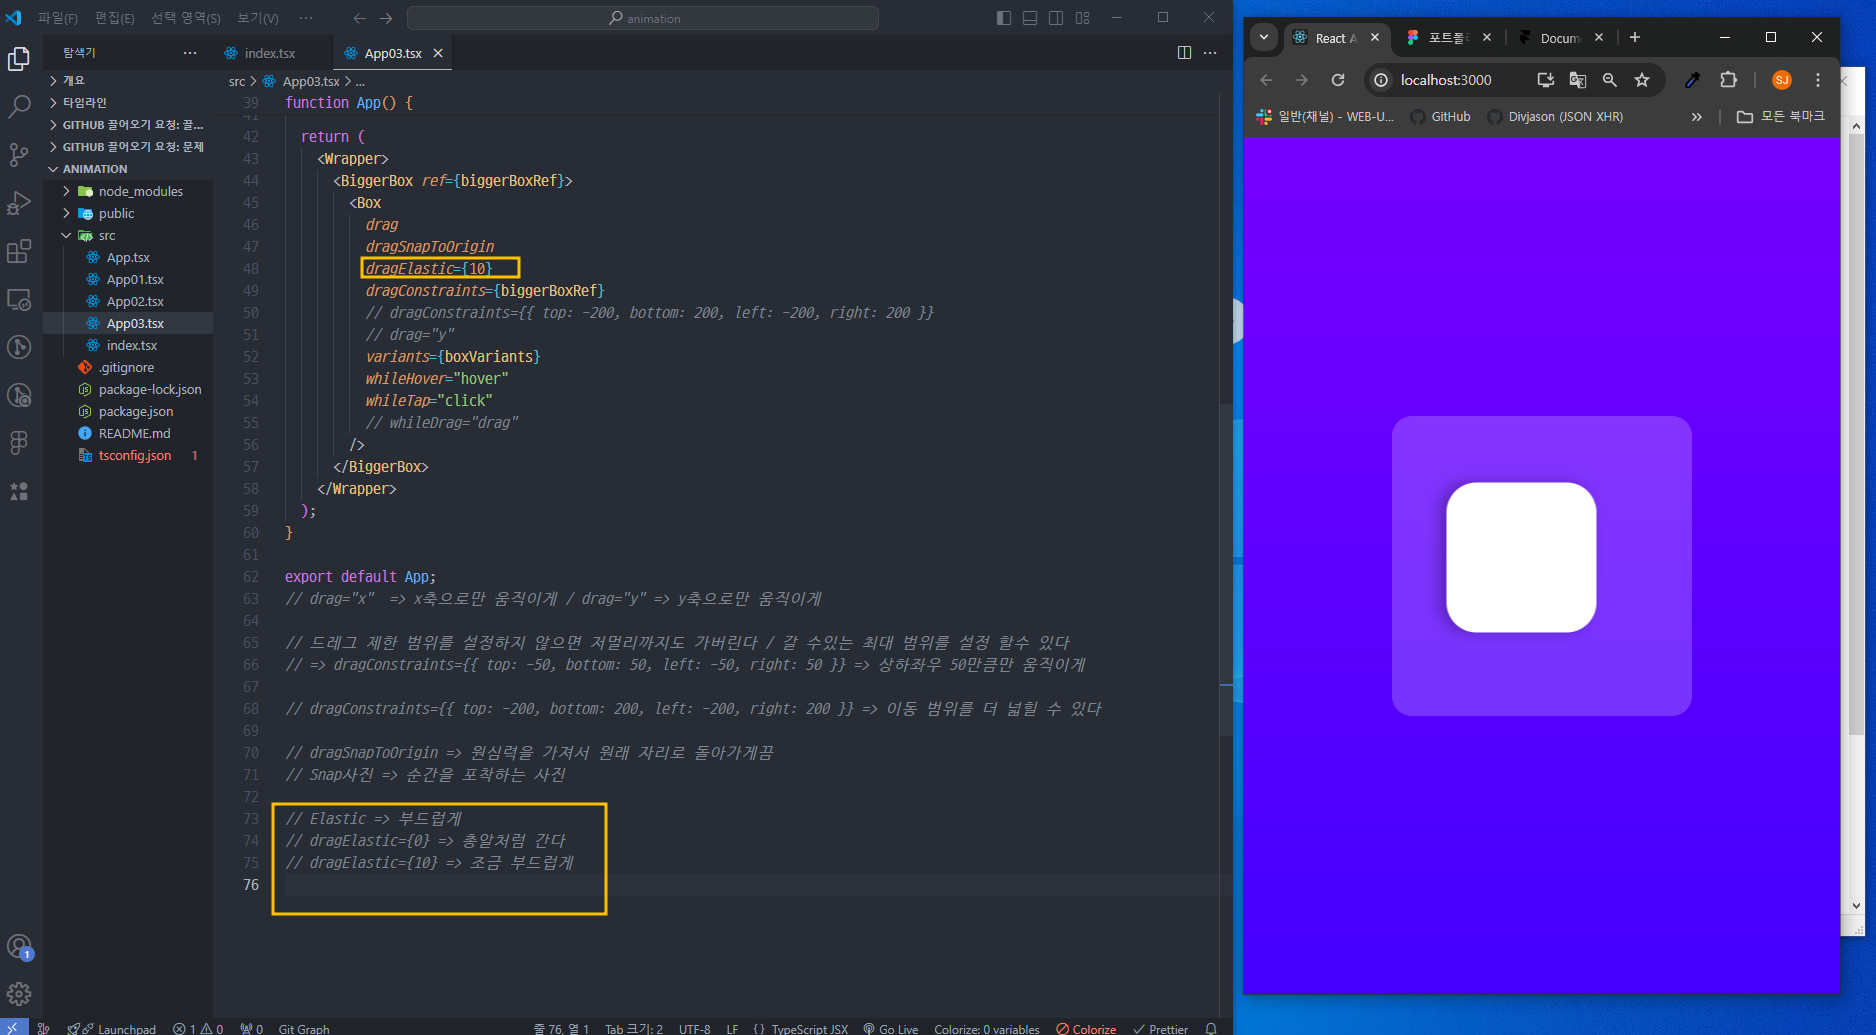 파일(F) 편집(E) 선택 영역(S) 보기(V) ··· animation
탐색기 ···
개요
타임라인
GITHUB 끌어오기 요청: 끌...
GITHUB 끌어오기 요청: 문제
ANIMATION
node_modules
public
src
App.tsx
App01.tsx
App02.tsx
App03.tsx
index.tsx
.gitignore
package-lock.json
package.json
README.md
tsconfig.json 1
1
index.tsx App03.tsx
src > App03.tsx > ...
39 function App() {
41
42 return (
43 <Wrapper>
44 <BiggerBox ref={biggerBoxRef}>
45 <Box
46 drag
47 dragSnapToOrigin
48 dragElastic={10}
49 dragConstraints={biggerBoxRef}
50 // dragConstraints={{ top: -200, bottom: 200, left: -200, right: 200 }}
51 // drag="y"
52 variants={boxVariants}
53 whileHover="hover"
54 whileTap="click"
55 // whileDrag="drag"
56 />
57 </BiggerBox>
58 </Wrapper>
59 );
60 }
61
62 export default App;
63 // drag="x"  => x축으로만 움직이게 / drag="y" => y축으로만 움직이게
64
65 // 드레그 제한 범위를 설정하지 않으면 저멀리까지도 가버린다 / 갈 수있는 최대 범위를 설정 할수 있다
66 // => dragConstraints={{ top: -50, bottom: 50, left: -50, right: 50 }} => 상하좌우 50만큼만 움직이게
67
68 // dragConstraints={{ top: -200, bottom: 200, left: -200, right: 200 }} => 이동 범위를 더 넓힐 수 있다
69
70 // dragSnapToOrigin => 원심력을 가져서 원래 자리로 돌아가게끔
71 // Snap사진 => 순간을 포착하는 사진
72
73 // Elastic => 부드럽게
74 // dragElastic={0} => 총알처럼 간다
75 // dragElastic={10} => 조금 부드럽게
76
Launchpad 1 0 0 Git Graph 줄 76, 열 1 Tab 크기: 2 UTF-8 LF {} TypeScript JSX Go Live Colorize: 0 variables Colorize Prettier
React A 포트폴리 Docum
localhost:3000 SJ
일반(채널) - WEB-U... GitHub Divjason (JSON XHR) » 모든 북마크